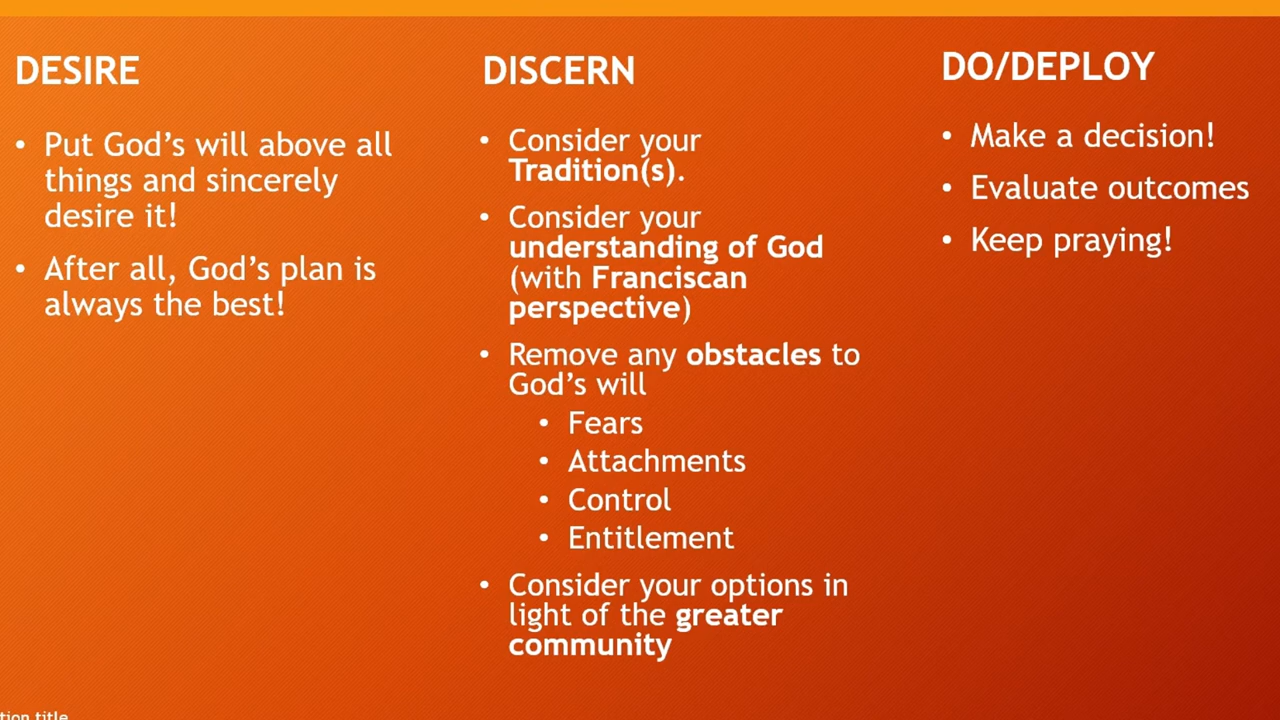 DESIRE
• Put God's will above all
things and sincerely
desire it!
• After all, God's plan is
always the best!
DISCERN
• Consider your
Tradition(s).
• Consider your
understanding of God
(with Franciscan
perspective)
• Remove any obstacles to
God's will
• Fears
• Attachments
• Control
• Entitlement
• Consider your options in
light of the greater
community
DO/DEPLOY
• Make a decision!
• Evaluate outcomes
• Keep praying!
tion title